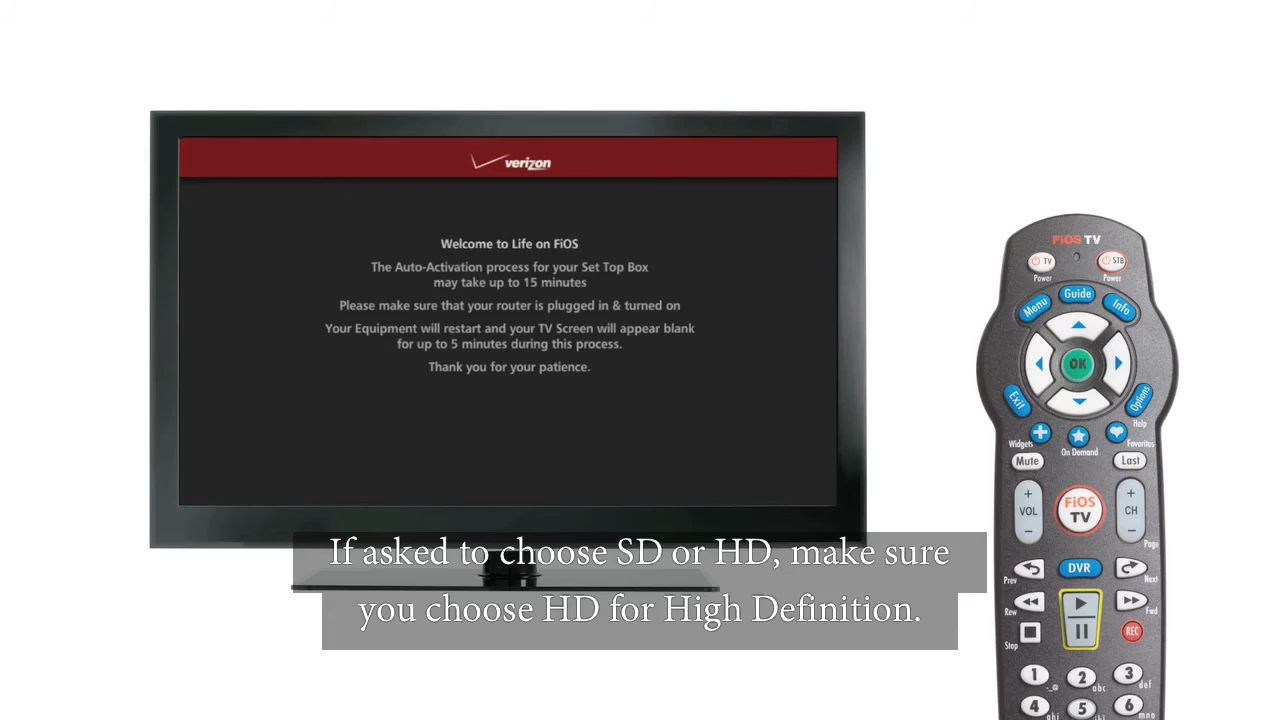 verizon
Welcome to Life on FiOS
The Auto-Activation process for your Set Top Box
may take up to 15 minutes
Please make sure that your router is plugged in & turned on
Your Equipment will restart and your TV Screen will appear blank
for up to 5 minutes during this process.
Thank you for your patience.
If asked to choose SD or HD, make sure
you choose HD for High Definition.
FiOS TV
TV STB
Power Power
Menu Guide Info
OK
Exit Options
Help
Widgets On Demand Favorites
Mute Last
+ +
VOL FiOS TV CH
- -
Page
Prev DVR Next
Rew Fwd
Stop REC
1 2 3
_@ abc def
4 5 6
ghi mno